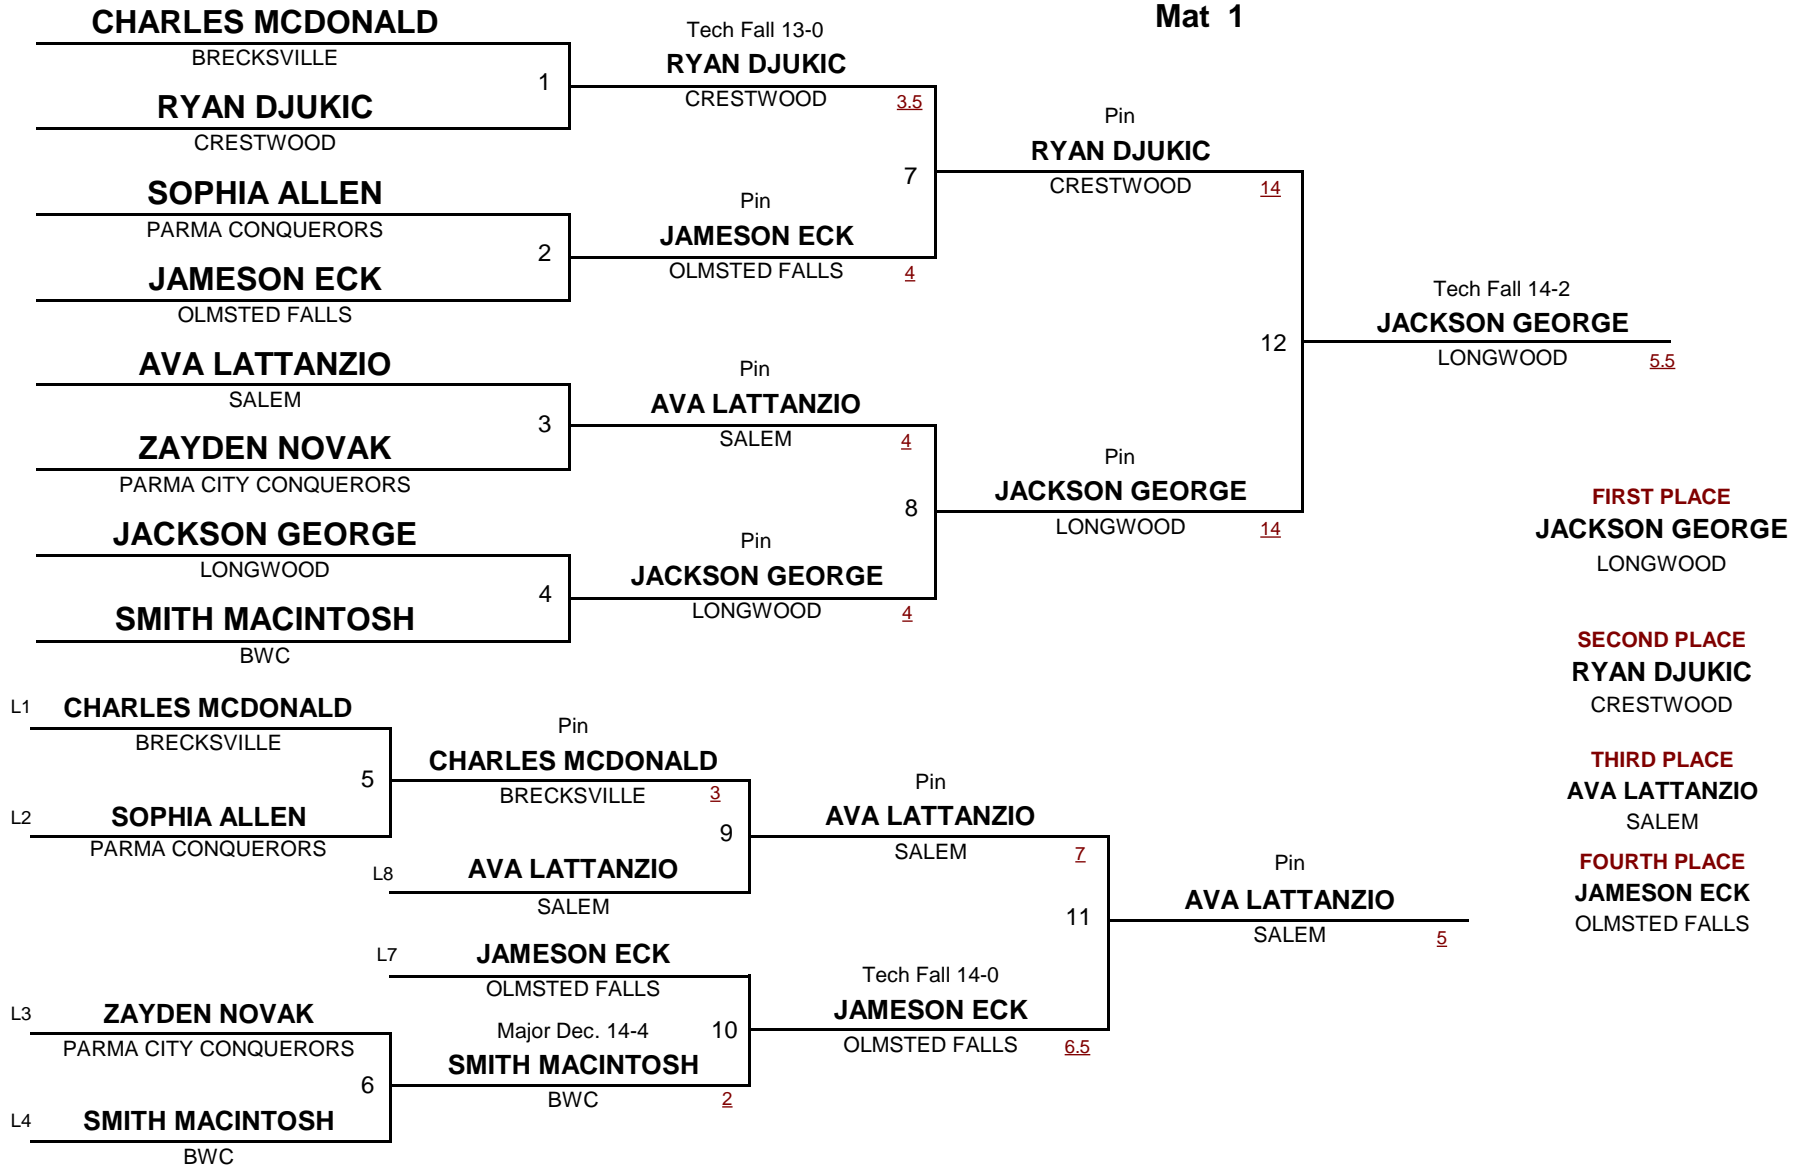 Mat 1
CHARLES MCDONALD
BRECKSVILLE
1
RYAN DJUKIC
CRESTWOOD
SOPHIA ALLEN
PARMA CONQUERORS
2
JAMESON ECK
OLMSTED FALLS
AVA LATTANZIO
SALEM
3
ZAYDEN NOVAK
PARMA CITY CONQUERORS
JACKSON GEORGE
LONGWOOD
4
SMITH MACINTOSH
BWC
Tech Fall 13-0
RYAN DJUKIC
CRESTWOOD 3.5
7
Pin
JAMESON ECK
OLMSTED FALLS 4
Pin
AVA LATTANZIO
SALEM 4
8
Pin
JACKSON GEORGE
LONGWOOD 4
Pin
RYAN DJUKIC
CRESTWOOD 14
12
Pin
JACKSON GEORGE
LONGWOOD 14
Tech Fall 14-2
JACKSON GEORGE
LONGWOOD 5.5
FIRST PLACE
JACKSON GEORGE
LONGWOOD
SECOND PLACE
RYAN DJUKIC
CRESTWOOD
THIRD PLACE
AVA LATTANZIO
SALEM
FOURTH PLACE
JAMESON ECK
OLMSTED FALLS
L1 CHARLES MCDONALD
BRECKSVILLE
5
L2 SOPHIA ALLEN
PARMA CONQUERORS
L3 ZAYDEN NOVAK
PARMA CITY CONQUERORS
6
L4 SMITH MACINTOSH
BWC
Pin
CHARLES MCDONALD
BRECKSVILLE 3
9
L8 AVA LATTANZIO
SALEM
L7 JAMESON ECK
OLMSTED FALLS
Major Dec. 14-4 10
SMITH MACINTOSH
BWC 2
Pin
AVA LATTANZIO
SALEM 7
11
Tech Fall 14-0
JAMESON ECK
OLMSTED FALLS 6.5
Pin
AVA LATTANZIO
SALEM 5